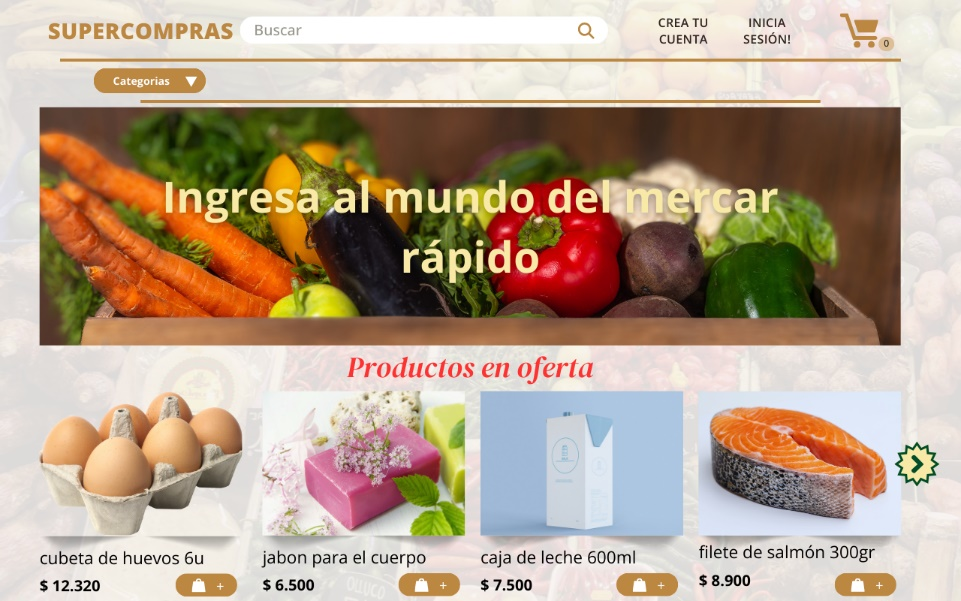 SUPERCOMPRAS
Buscar
CREA TU
CUENTA
INICIA
SESIÓN!
0
Categorias
Ingresa al mundo del mercar
rápido
Productos en oferta
cubeta de huevos 6u
$ 12.320
+
jabon para el cuerpo
$ 6.500
+
caja de leche 600ml
$ 7.500
+
filete de salmón 300gr
$ 8.900
+